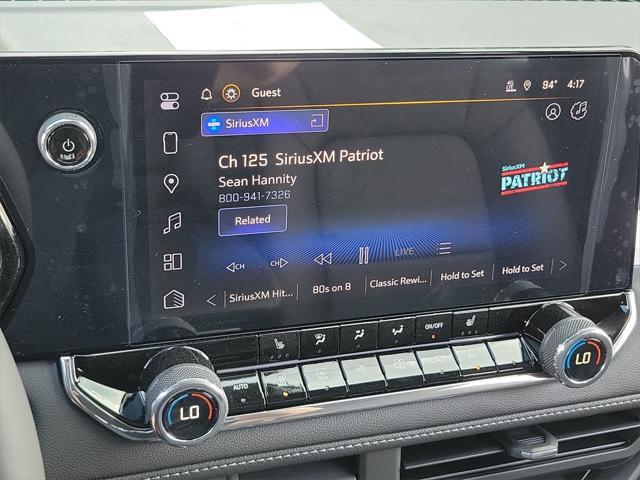 Guest
4G LTE 94° 4:17
SiriusXM
Ch 125 SiriusXM Patriot
Sean Hannity
800-941-7326
Related
SiriusXM
PATRIOT
CH CH LIVE
SiriusXM Hit... 80s on 8 Classic Rewi... Hold to Set Hold to Set
ON/OFF
AUTO
LO
LO